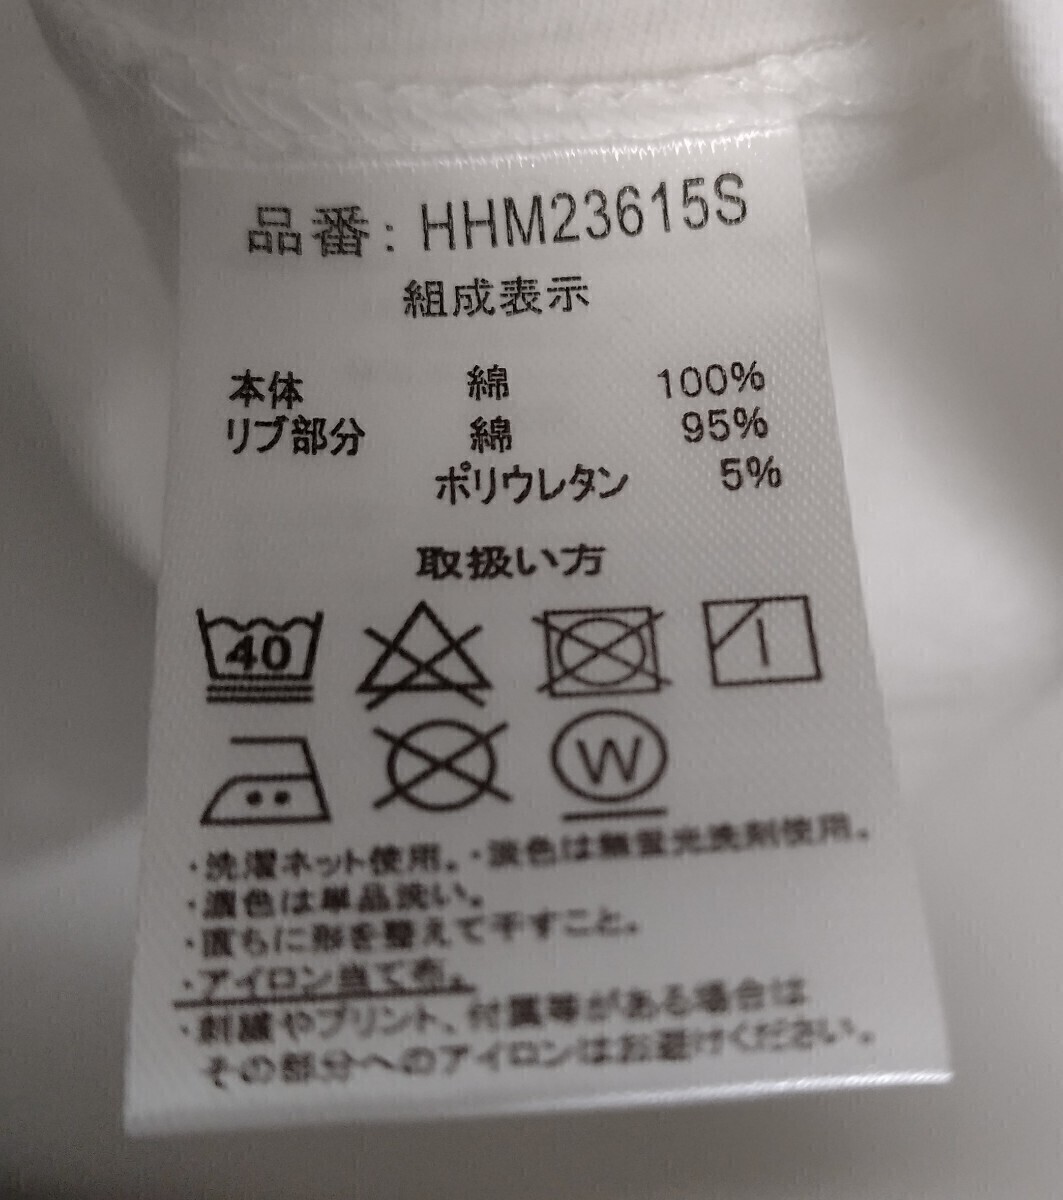 品番: HHM23615S
組成表示
本体 綿 100%
リブ部分 綿 95%
ポリウレタン 5%
取扱い方
40
W
・洗濯ネット使用。・淡色は無蛍光洗剤使用。
・濃色は単品洗い。
・直ちに形を整えて干すこと。
・アイロン当て布。
・刺繍やプリント、付属等がある場合は
その部分へのアイロンはお避けください。